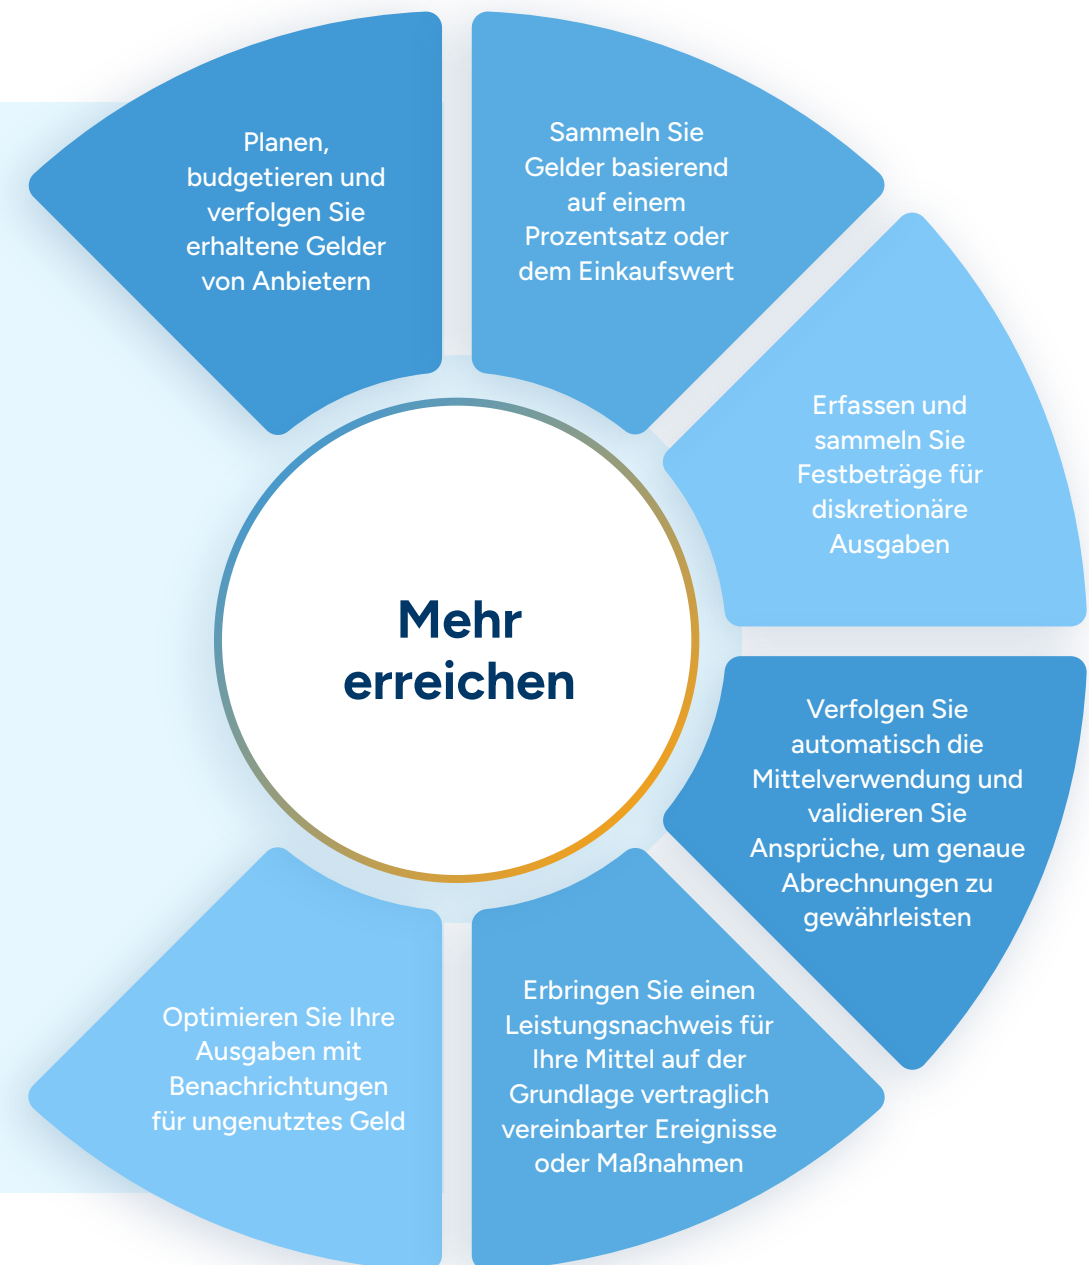 Planen,
budgetieren und
verfolgen Sie
erhaltene Gelder
von Anbietern
Sammeln Sie
Gelder basierend
auf einem
Prozentsatz oder
dem Einkaufswert
Erfassen und
sammeln Sie
Festbeträge für
diskretionäre
Ausgaben
Mehr
erreichen
Verfolgen Sie
automatisch die
Mittelverwendung und
validieren Sie
Ansprüche, um genaue
Abrechnungen zu
gewährleisten
Erbringen Sie einen
Leistungsnachweis für
Ihre Mittel auf der
Grundlage vertraglich
vereinbarter Ereignisse
oder Maßnahmen
Optimieren Sie Ihre
Ausgaben mit
Benachrichtungen
für ungenutztes Geld